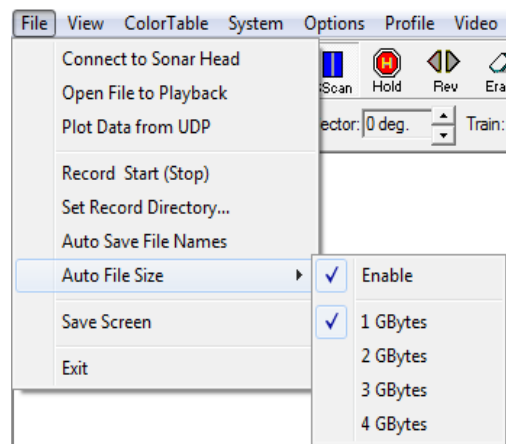 File View ColorTable System Options Profile Video
Connect to Sonar Head
Open File to Playback
Plot Data from UDP
Record Start (Stop)
Set Record Directory...
Auto Save File Names
Auto File Size
Save Screen
Exit
H
Hold Rev
0 deg. Train:
Enable
1 GBytes
2 GBytes
3 GBytes
4 GBytes